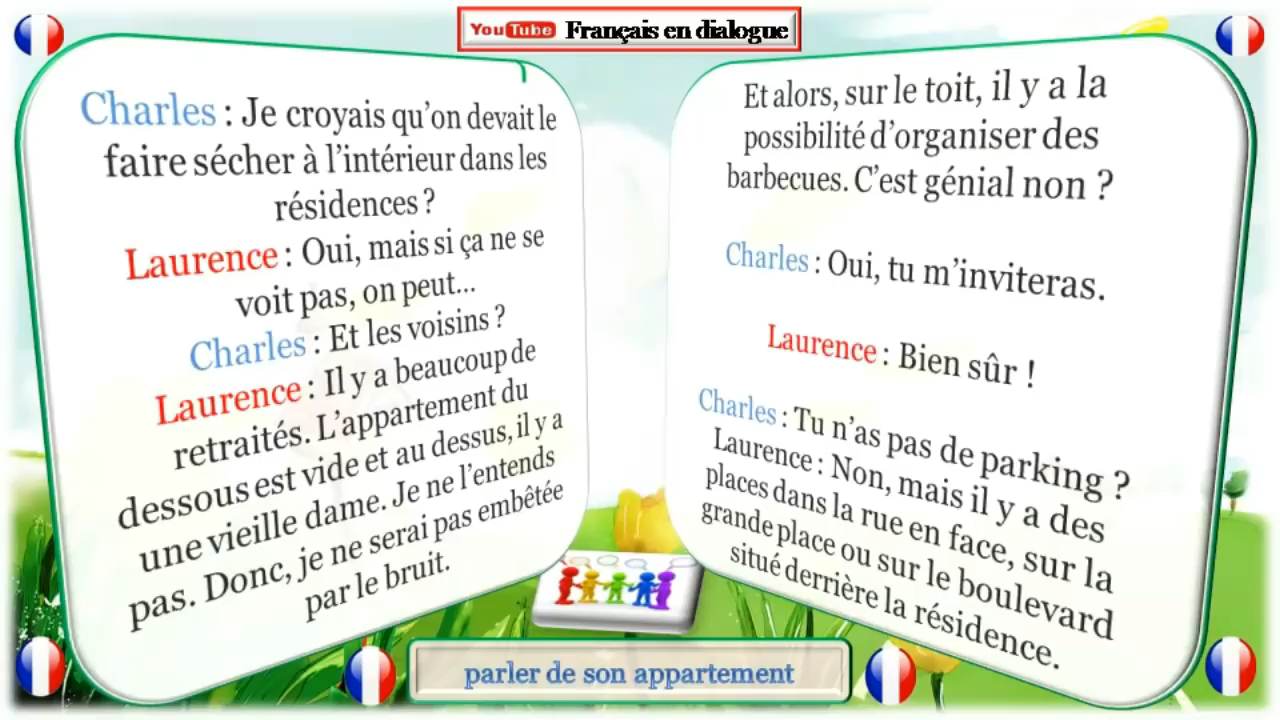 YouTube Français en dialogue
Charles : Je croyais qu'on devait le
faire sécher à l'intérieur dans les
résidences ?
Laurence : Oui, mais si ça ne se
voit pas, on peut...
Charles : Et les voisins ?
Laurence : Il y a beaucoup de
retraités. L'appartement du
dessous est vide et au dessus, il y a
une vieille dame. Je ne l'entends
pas. Donc, je ne serai pas embêtée
par le bruit.
Et alors, sur le toit, il y a la
possibilité d'organiser des
barbecues. C'est génial non ?
Charles : Oui, tu m'inviteras.
Laurence : Bien sûr !
Charles : Tu n'as pas de parking ?
Laurence : Non, mais il y a des
places dans la rue en face, sur la
grande place ou sur le boulevard
situé derrière la résidence.
parler de son appartement